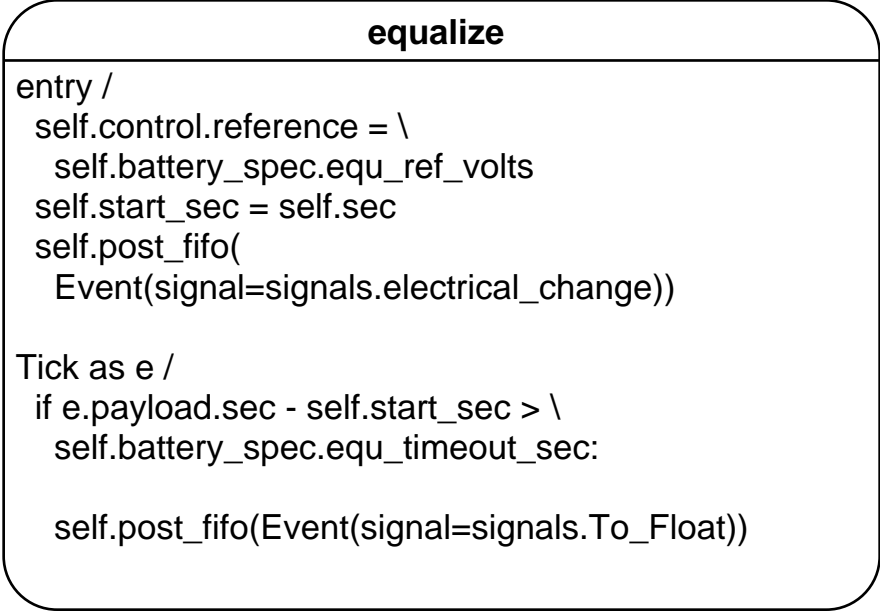 equalize
entry /
self.control.reference = \
self.battery_spec.equ_ref_volts
self.start_sec = self.sec
self.post_fifo(
Event(signal=signals.electrical_change))
Tick as e /
if e.payload.sec - self.start_sec > \
self.battery_spec.equ_timeout_sec:
self.post_fifo(Event(signal=signals.To_Float))